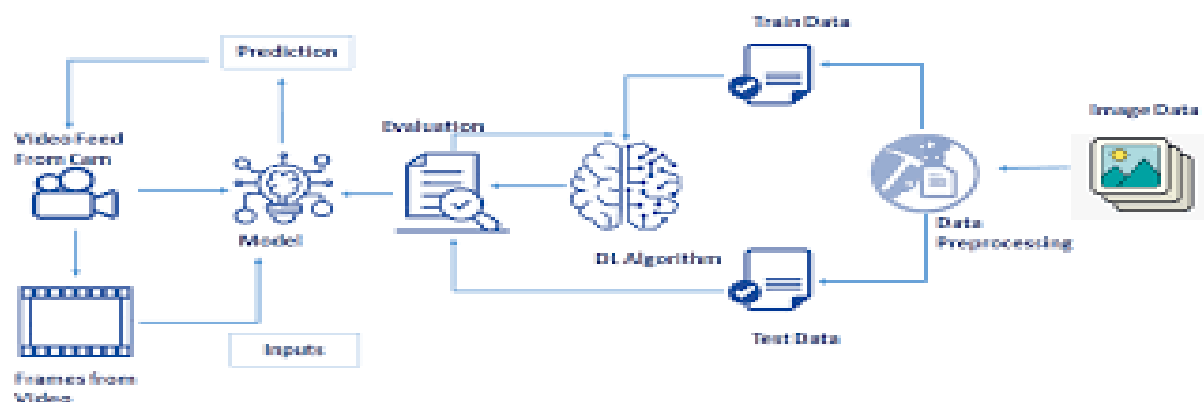 Train Data
Prediction
Image Data
Evaluation
Video Feed
From Cam
Model
Data
Preprocessing
DL Algorithm
Inputs
Test Data
Frames from
Video